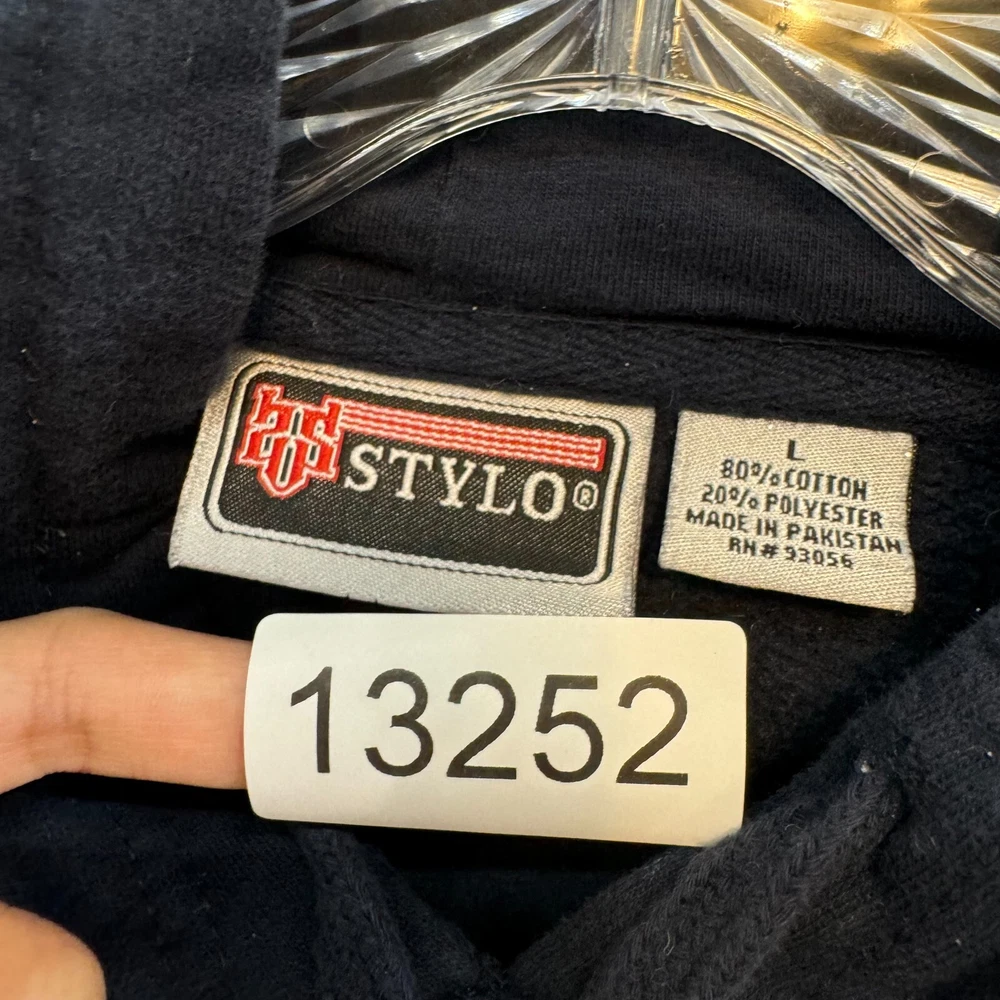 STYLO®
L
80% COTTON
20% POLYESTER
MADE IN PAKISTAN
RN# 93056
13252